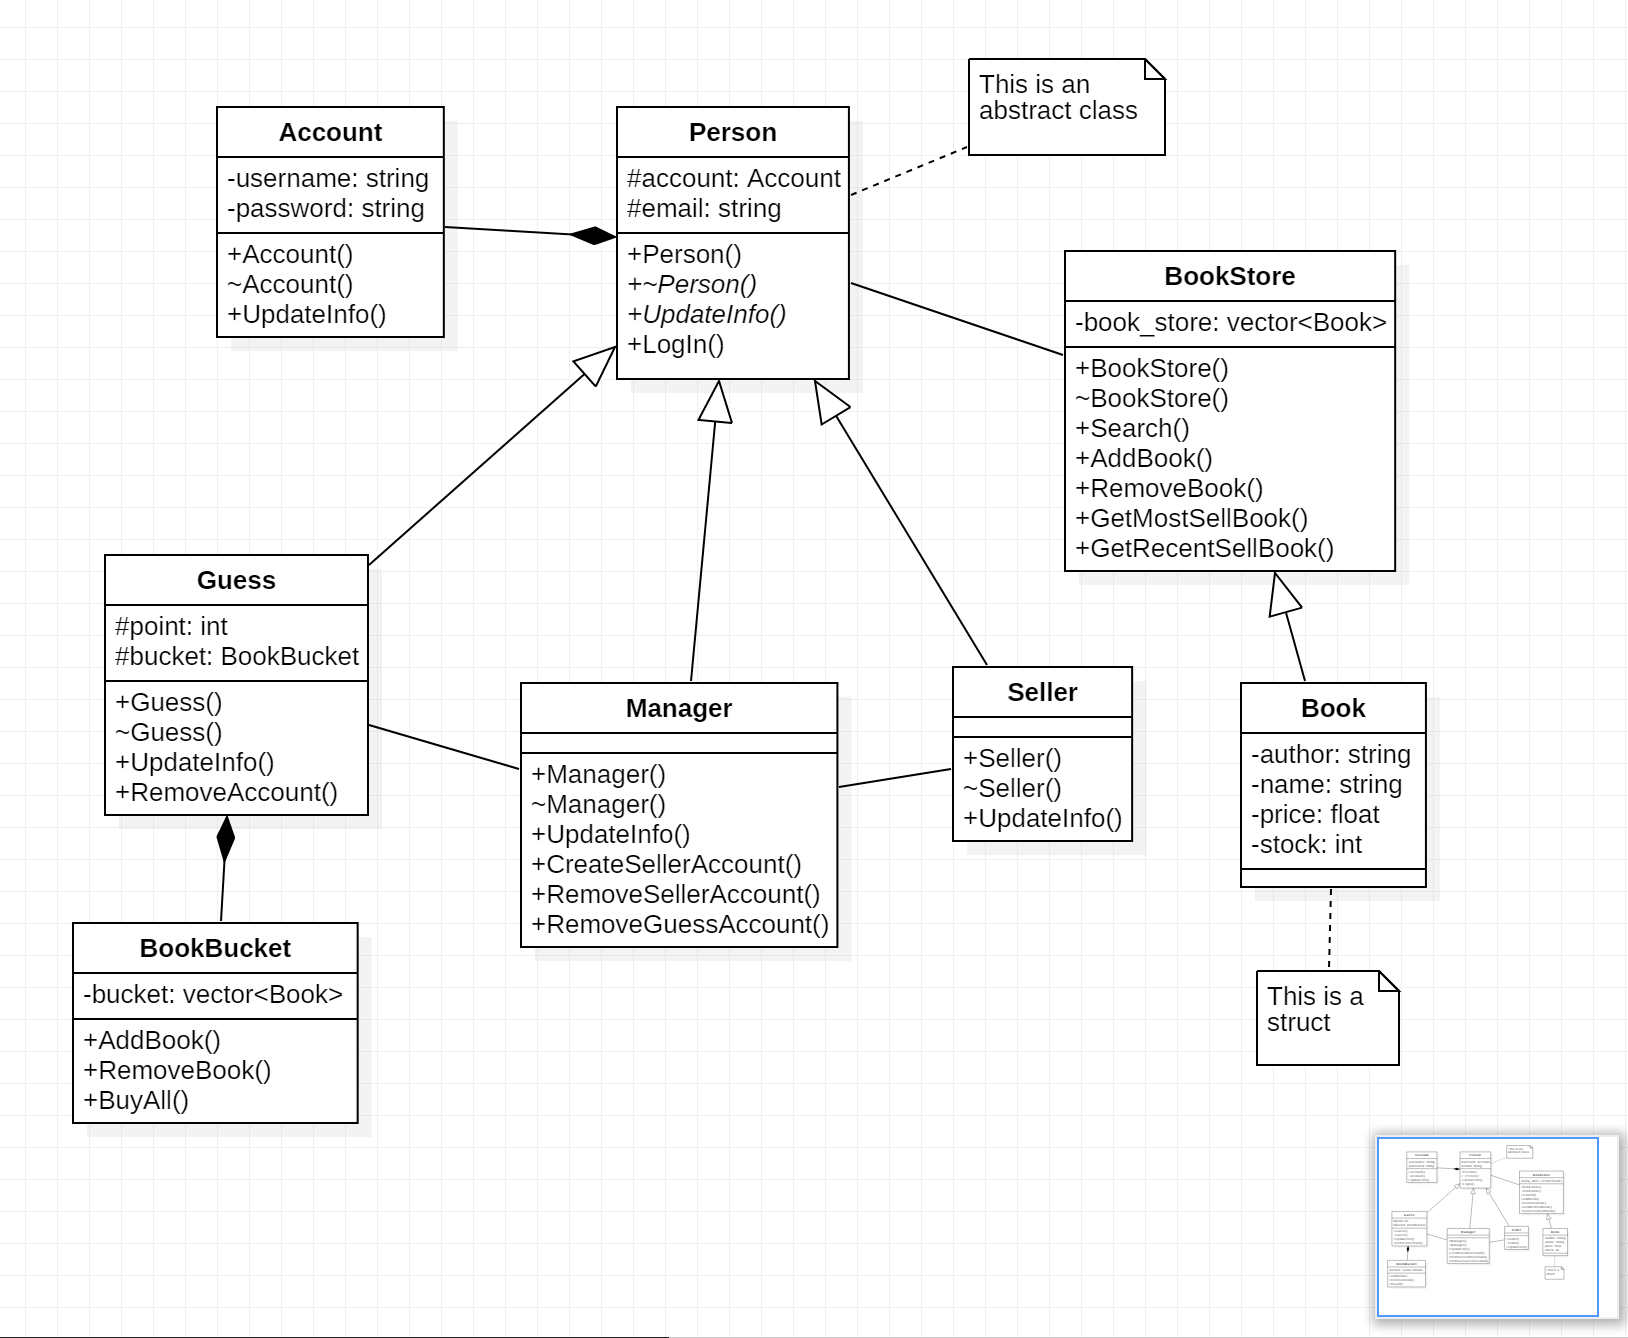 This is an
abstract class
Account
-username: string
-password: string
+Account()
~Account()
+UpdateInfo()
Person
#account: Account
#email: string
+Person()
+~Person()
+UpdateInfo()
+LogIn()
BookStore
-book_store: vector<Book>
+BookStore()
~BookStore()
+Search()
+AddBook()
+RemoveBook()
+GetMostSellBook()
+GetRecentSellBook()
Guess
#point: int
#bucket: BookBucket
+Guess()
~Guess()
+UpdateInfo()
+RemoveAccount()
Manager
+Manager()
~Manager()
+UpdateInfo()
+CreateSellerAccount()
+RemoveSellerAccount()
+RemoveGuessAccount()
Seller
+Seller()
~Seller()
+UpdateInfo()
Book
-author: string
-name: string
-price: float
-stock: int
BookBucket
-bucket: vector<Book>
+AddBook()
+RemoveBook()
+BuyAll()
This is a
struct